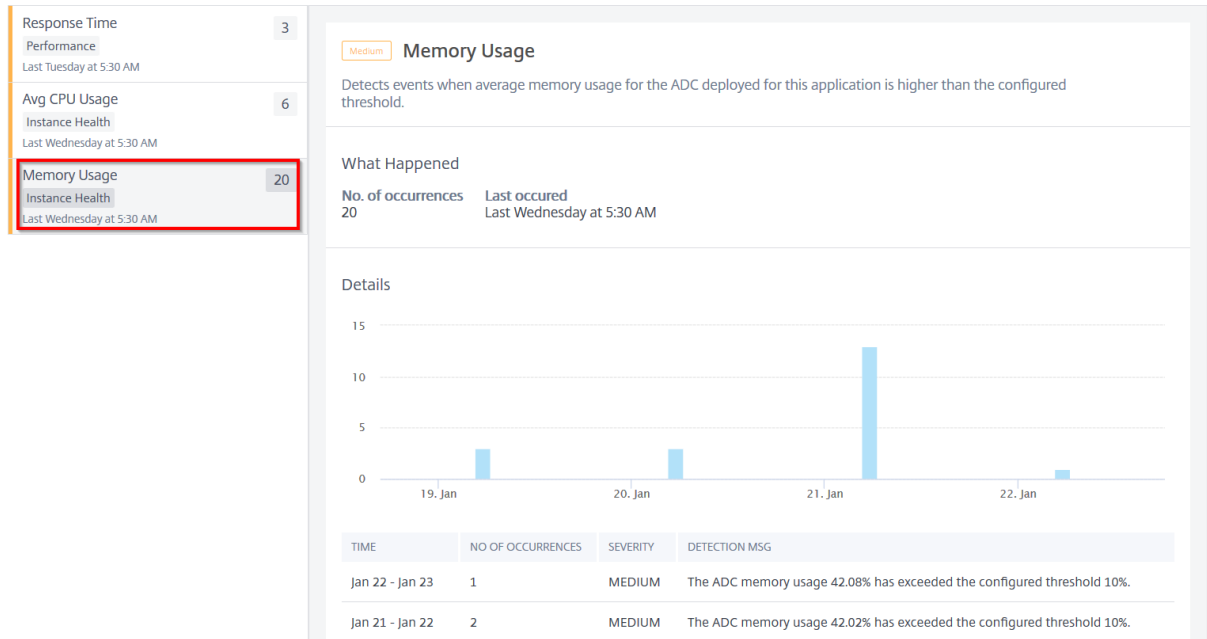 Response Time
3
Performance
Last Tuesday at 5:30 AM
Avg CPU Usage
6
Instance Health
Last Wednesday at 5:30 AM
Memory Usage
20
Instance Health
Last Wednesday at 5:30 AM
Medium Memory Usage
Detects events when average memory usage for the ADC deployed for this application is higher than the configured
threshold.
What Happened
No. of occurrences Last occured
20 Last Wednesday at 5:30 AM
Details
15
10
5
0
19. Jan 20. Jan 21. Jan 22. Jan
TIME NO OF OCCURRENCES SEVERITY DETECTION MSG
Jan 22 - Jan 23 1 MEDIUM The ADC memory usage 42.08% has exceeded the configured threshold 10%.
Jan 21 - Jan 22 2 MEDIUM The ADC memory usage 42.02% has exceeded the configured threshold 10%.